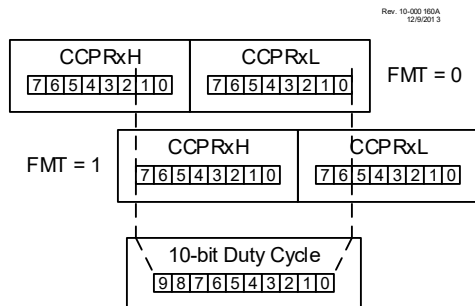 Rev. 10-000 160A
12/9/201 3
CCPRxH CCPRxL
7 6 5 4 3 2 1 0 7 6 5 4 3 2 1 0 FMT = 0
CCPRxH CCPRxL
FMT = 1 7 6 5 4 3 2 1 0 7 6 5 4 3 2 1 0
10-bit Duty Cycle
9 8 7 6 5 4 3 2 1 0